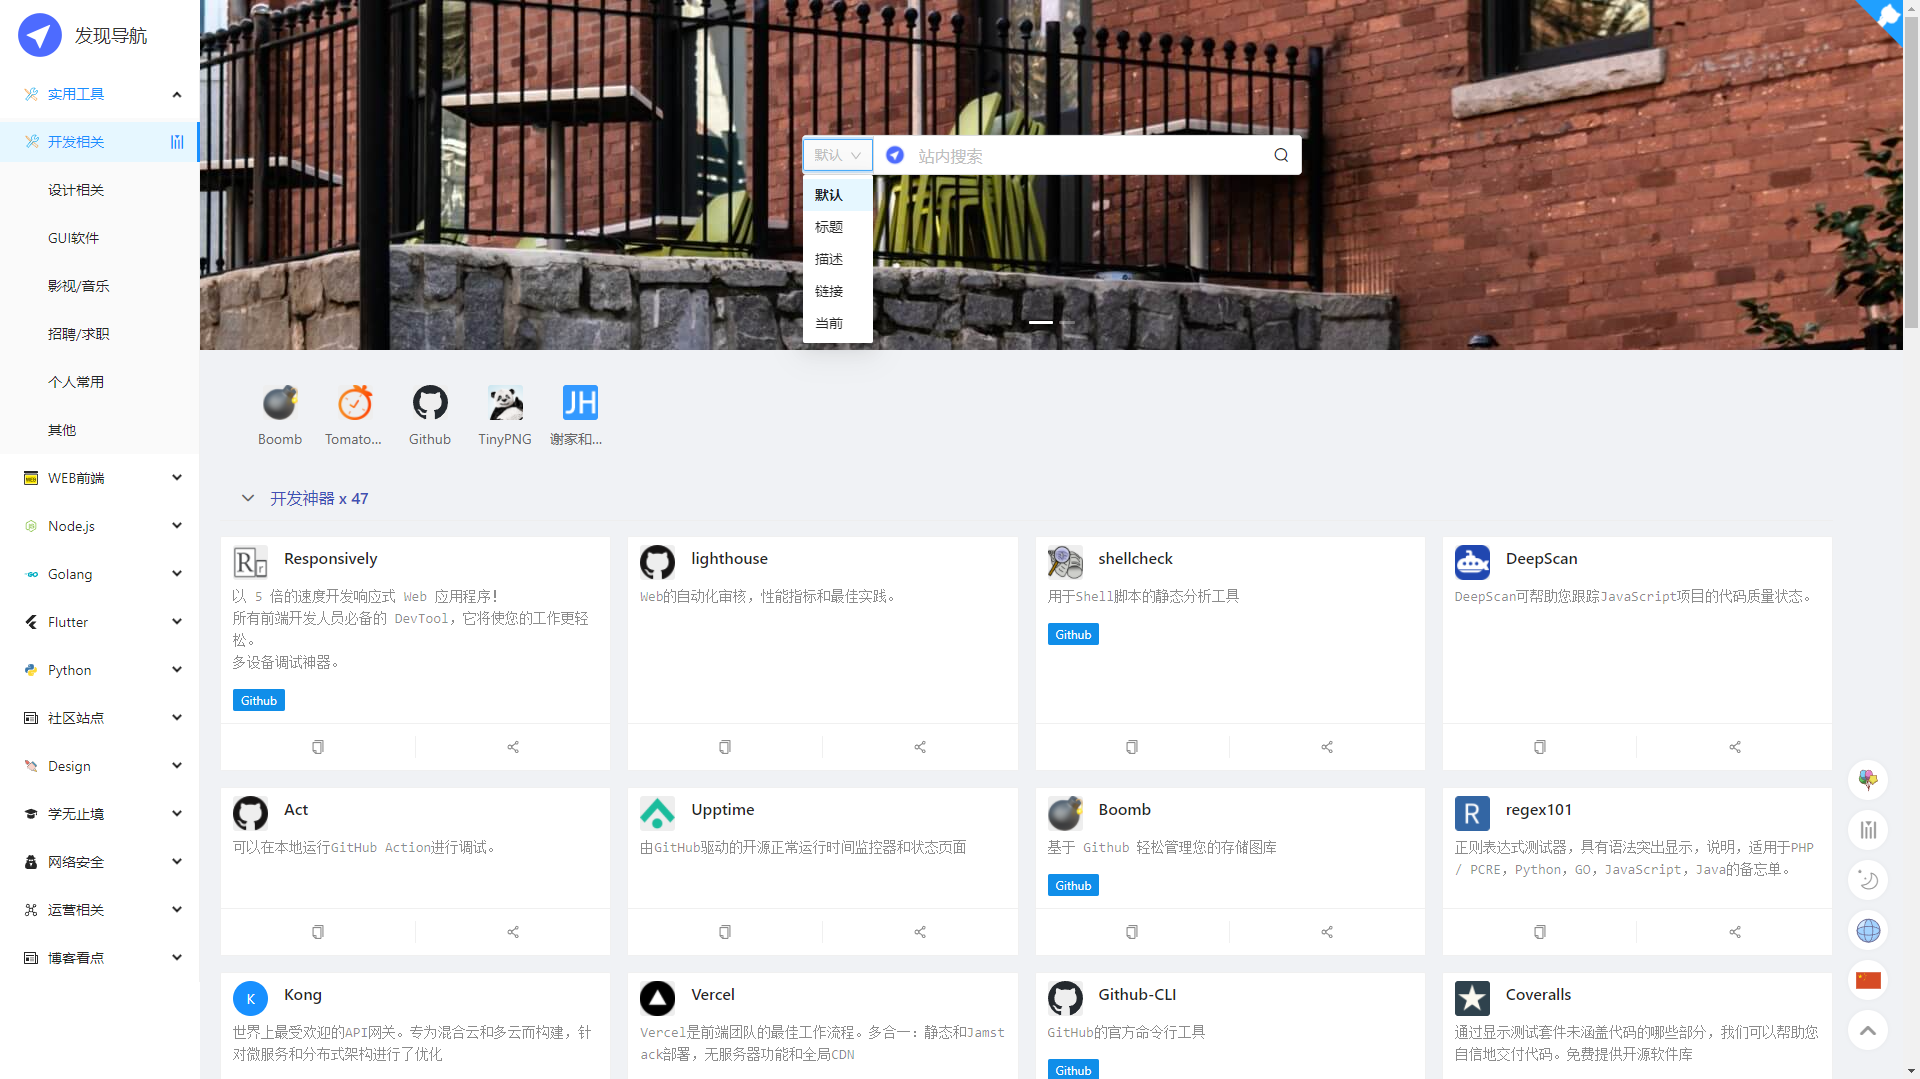 发现导航
实用工具
开发相关
设计相关
GUI软件
影视/音乐
招聘/求职
个人常用
其他
WEB前端
Node.js
Golang
Flutter
Python
社区站点
Design
学无止境
网络安全
运营相关
博客看点
默认
站内搜索
默认
标题
描述
链接
当前
Boomb
Tomato...
Github
TinyPNG
JH
谢家和...
开发神器 x 47
Responsively
以 5 倍的速度开发响应式 Web 应用程序!
所有前端开发人员必备的 DevTool，它将使您的工作更轻
松。
多设备调试神器。
Github
lighthouse
Web的自动化审核，性能指标和最佳实践。
shellcheck
用于Shell脚本的静态分析工具
Github
DeepScan
DeepScan可帮助您跟踪JavaScript项目的代码质量状态。
Act
可以在本地运行GitHub Action进行调试。
Upptime
由GitHub驱动的开源正常运行时间监控器和状态页面
Boomb
基于 Github 轻松管理您的存储图库
Github
R
regex101
正则表达式测试器，具有语法突出显示，说明，适用于PHP
/ PCRE，Python，GO，JavaScript，Java的备忘单。
K
Kong
世界上最受欢迎的API网关。专为混合云和多云而构建，针
对微服务和分布式架构进行了优化
Vercel
Vercel是前端团队的最佳工作流程。多合一：静态和Jamst
ack部署，无服务器功能和全局CDN
Github-CLI
GitHub的官方命令行工具
Github
Coveralls
通过显示测试套件未涵盖代码的哪些部分，我们可以帮助您
自信地交付代码。免费提供开源软件库